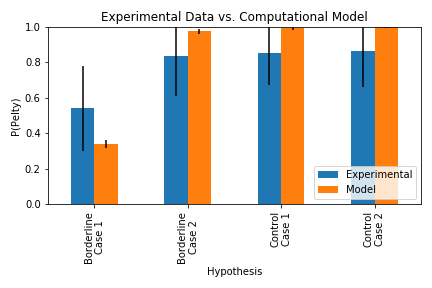 Experimental Data vs. Computational Model
1.0
0.8
0.6
0.4
0.2
0.0
P(Pelty)
Experimental
Model
Borderline
Case 1
Borderline
Case 2
Control
Case 1
Control
Case 2
Hypothesis